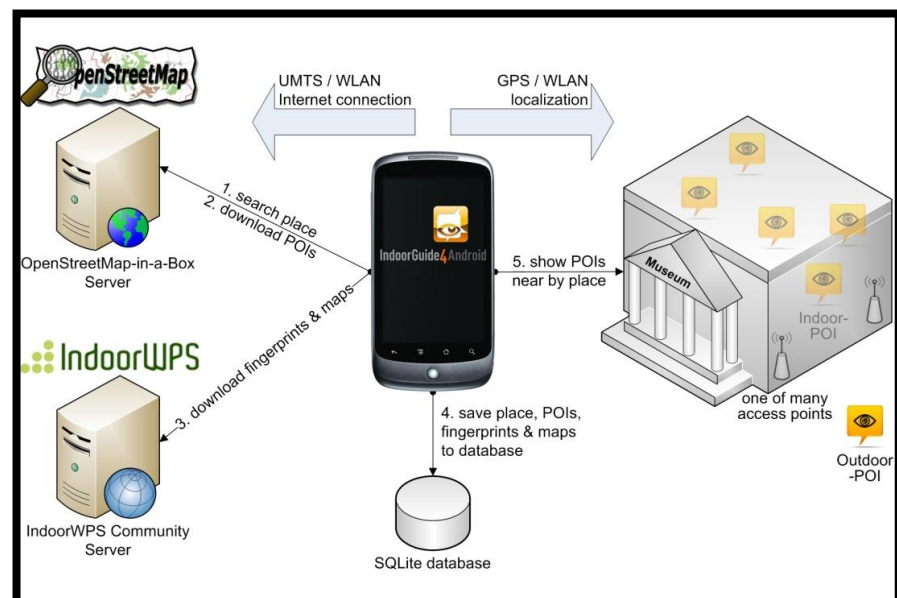 OpenStreetMap
UMTS / WLAN
Internet connection
GPS / WLAN
localization
1. search place
2. download POIs
OpenStreetMap-in-a-Box
Server
IndoorGuide4Android
5. show POIs
near by place
Museum
Indoor-
POI
one of many
access points
Outdoor
-POI
IndoorWPS
3. download fingerprints & maps
IndoorWPS Community
Server
4. save place, POIs,
fingerprints & maps
to database
SQLite database